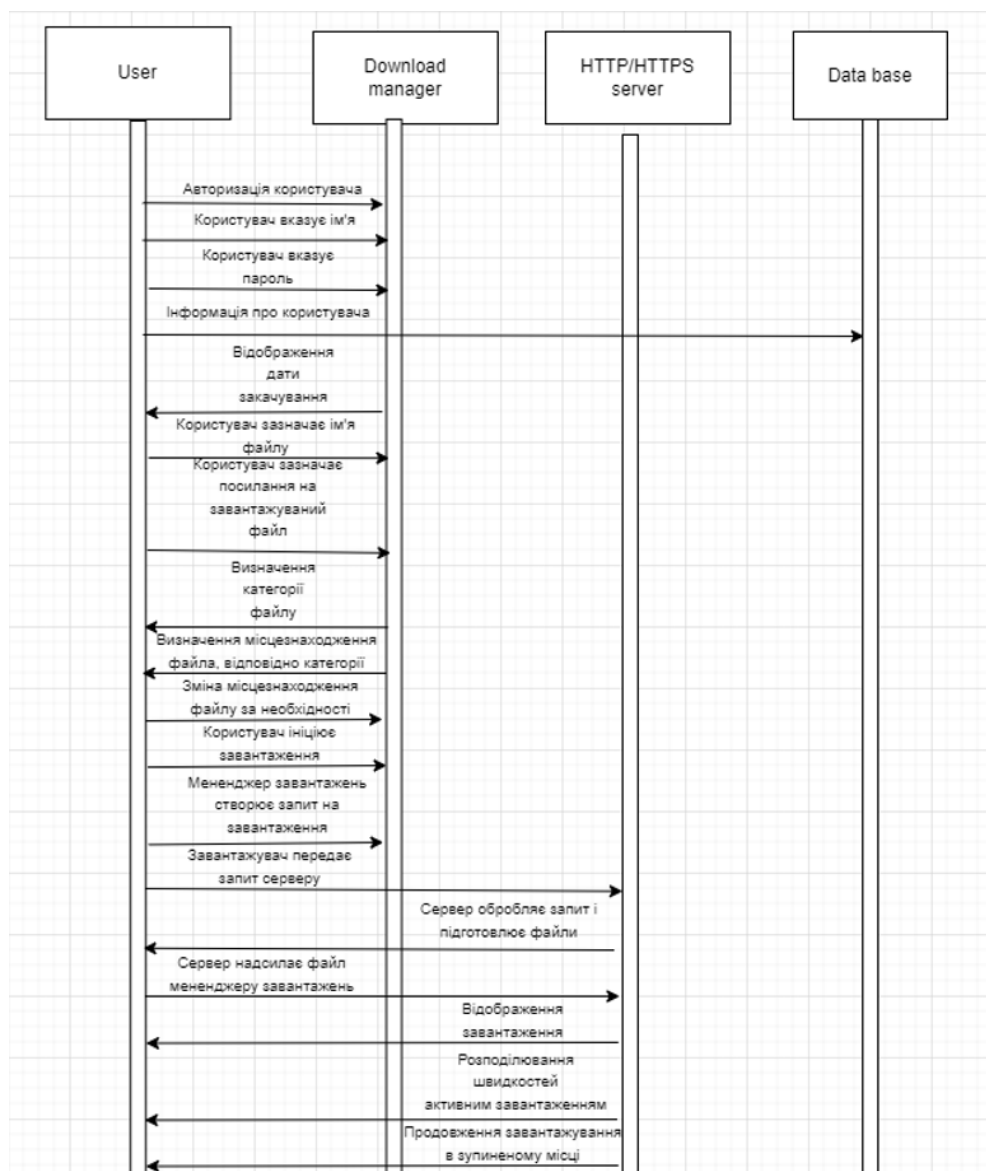 User
Download
manager
HTTP/HTTPS
server
Data base
Авторизація користувача
Користувач вказує ім'я
Користувач вказує
пароль
Інформація про користувача
Відображення
дати
закачування
Користувач зазначає ім'я
файлу
Користувач зазначає
посилання на
завантажуваний
файл
Визначення
категорії
файлу
Визначення місцезнаходження
файла, відповідно категорії
Зміна місцезнаходження
файлу за необхідності
Користувач ініціює
завантаження
Мененджер завантажень
створює запит на
завантаження
Завантажувач передає
запит серверу
Сервер обробляє запит і
підготовлює файли
Сервер надсилає файл
мененджеру завантажень
Відображення
завантаження
Розподілювання
швидкостей
активним завантаженням
Продовження завантажування
в зупиненому місці